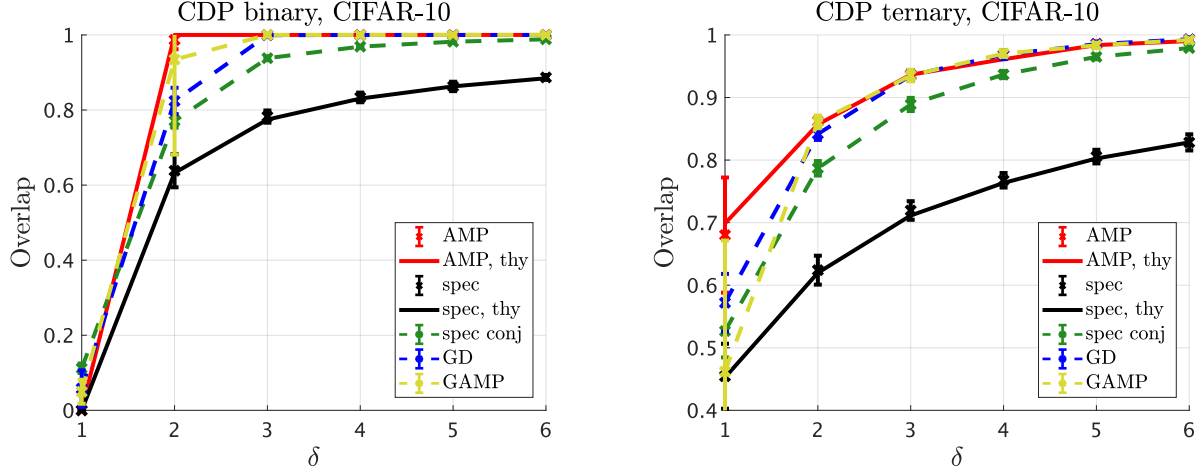 CDP binary, CIFAR-10
Overlap
1
0.8
0.6
0.4
0.2
0
1 2 3 4 5 6
δ
AMP
AMP, thy
spec
spec, thy
spec conj
GD
GAMP
CDP ternary, CIFAR-10
Overlap
1
0.9
0.8
0.7
0.6
0.5
0.4
1 2 3 4 5 6
δ
AMP
AMP, thy
spec
spec, thy
spec conj
GD
GAMP